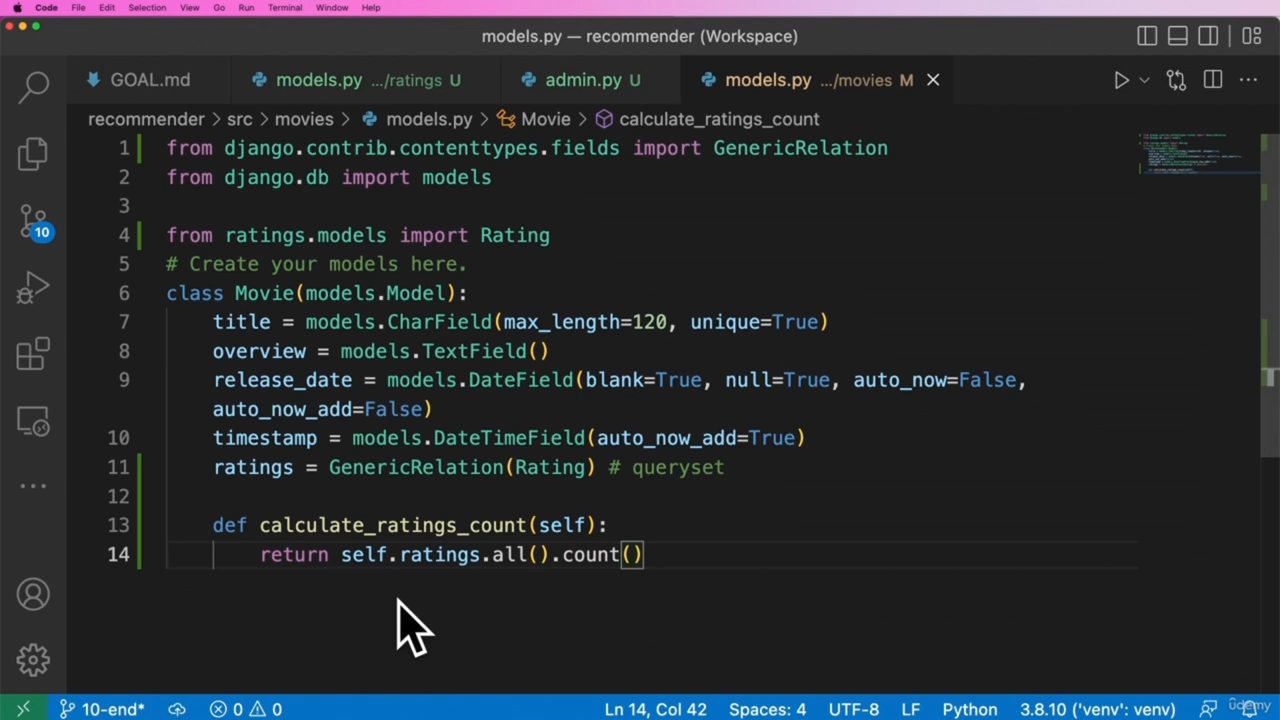 Code File Edit Selection View Go Run Terminal Window Help
models.py — recommender (Workspace)
GOAL.md models.py .../ratings U admin.py U models.py .../movies M
recommender > src > movies > models.py > Movie > calculate_ratings_count
1 from django.contrib.contenttypes.fields import GenericRelation
2 from django.db import models
3
4 from ratings.models import Rating
5 # Create your models here.
6 class Movie(models.Model):
7 title = models.CharField(max_length=120, unique=True)
8 overview = models.TextField()
9 release_date = models.DateField(blank=True, null=True, auto_now=False,
auto_now_add=False)
10 timestamp = models.DateTimeField(auto_now_add=True)
11 ratings = GenericRelation(Rating) # queryset
12
13 def calculate_ratings_count(self):
14 return self.ratings.all().count()
10
10-end* 0 0 Ln 14, Col 42 Spaces: 4 UTF-8 LF Python 3.8.10 ('venv': venv)
udemy